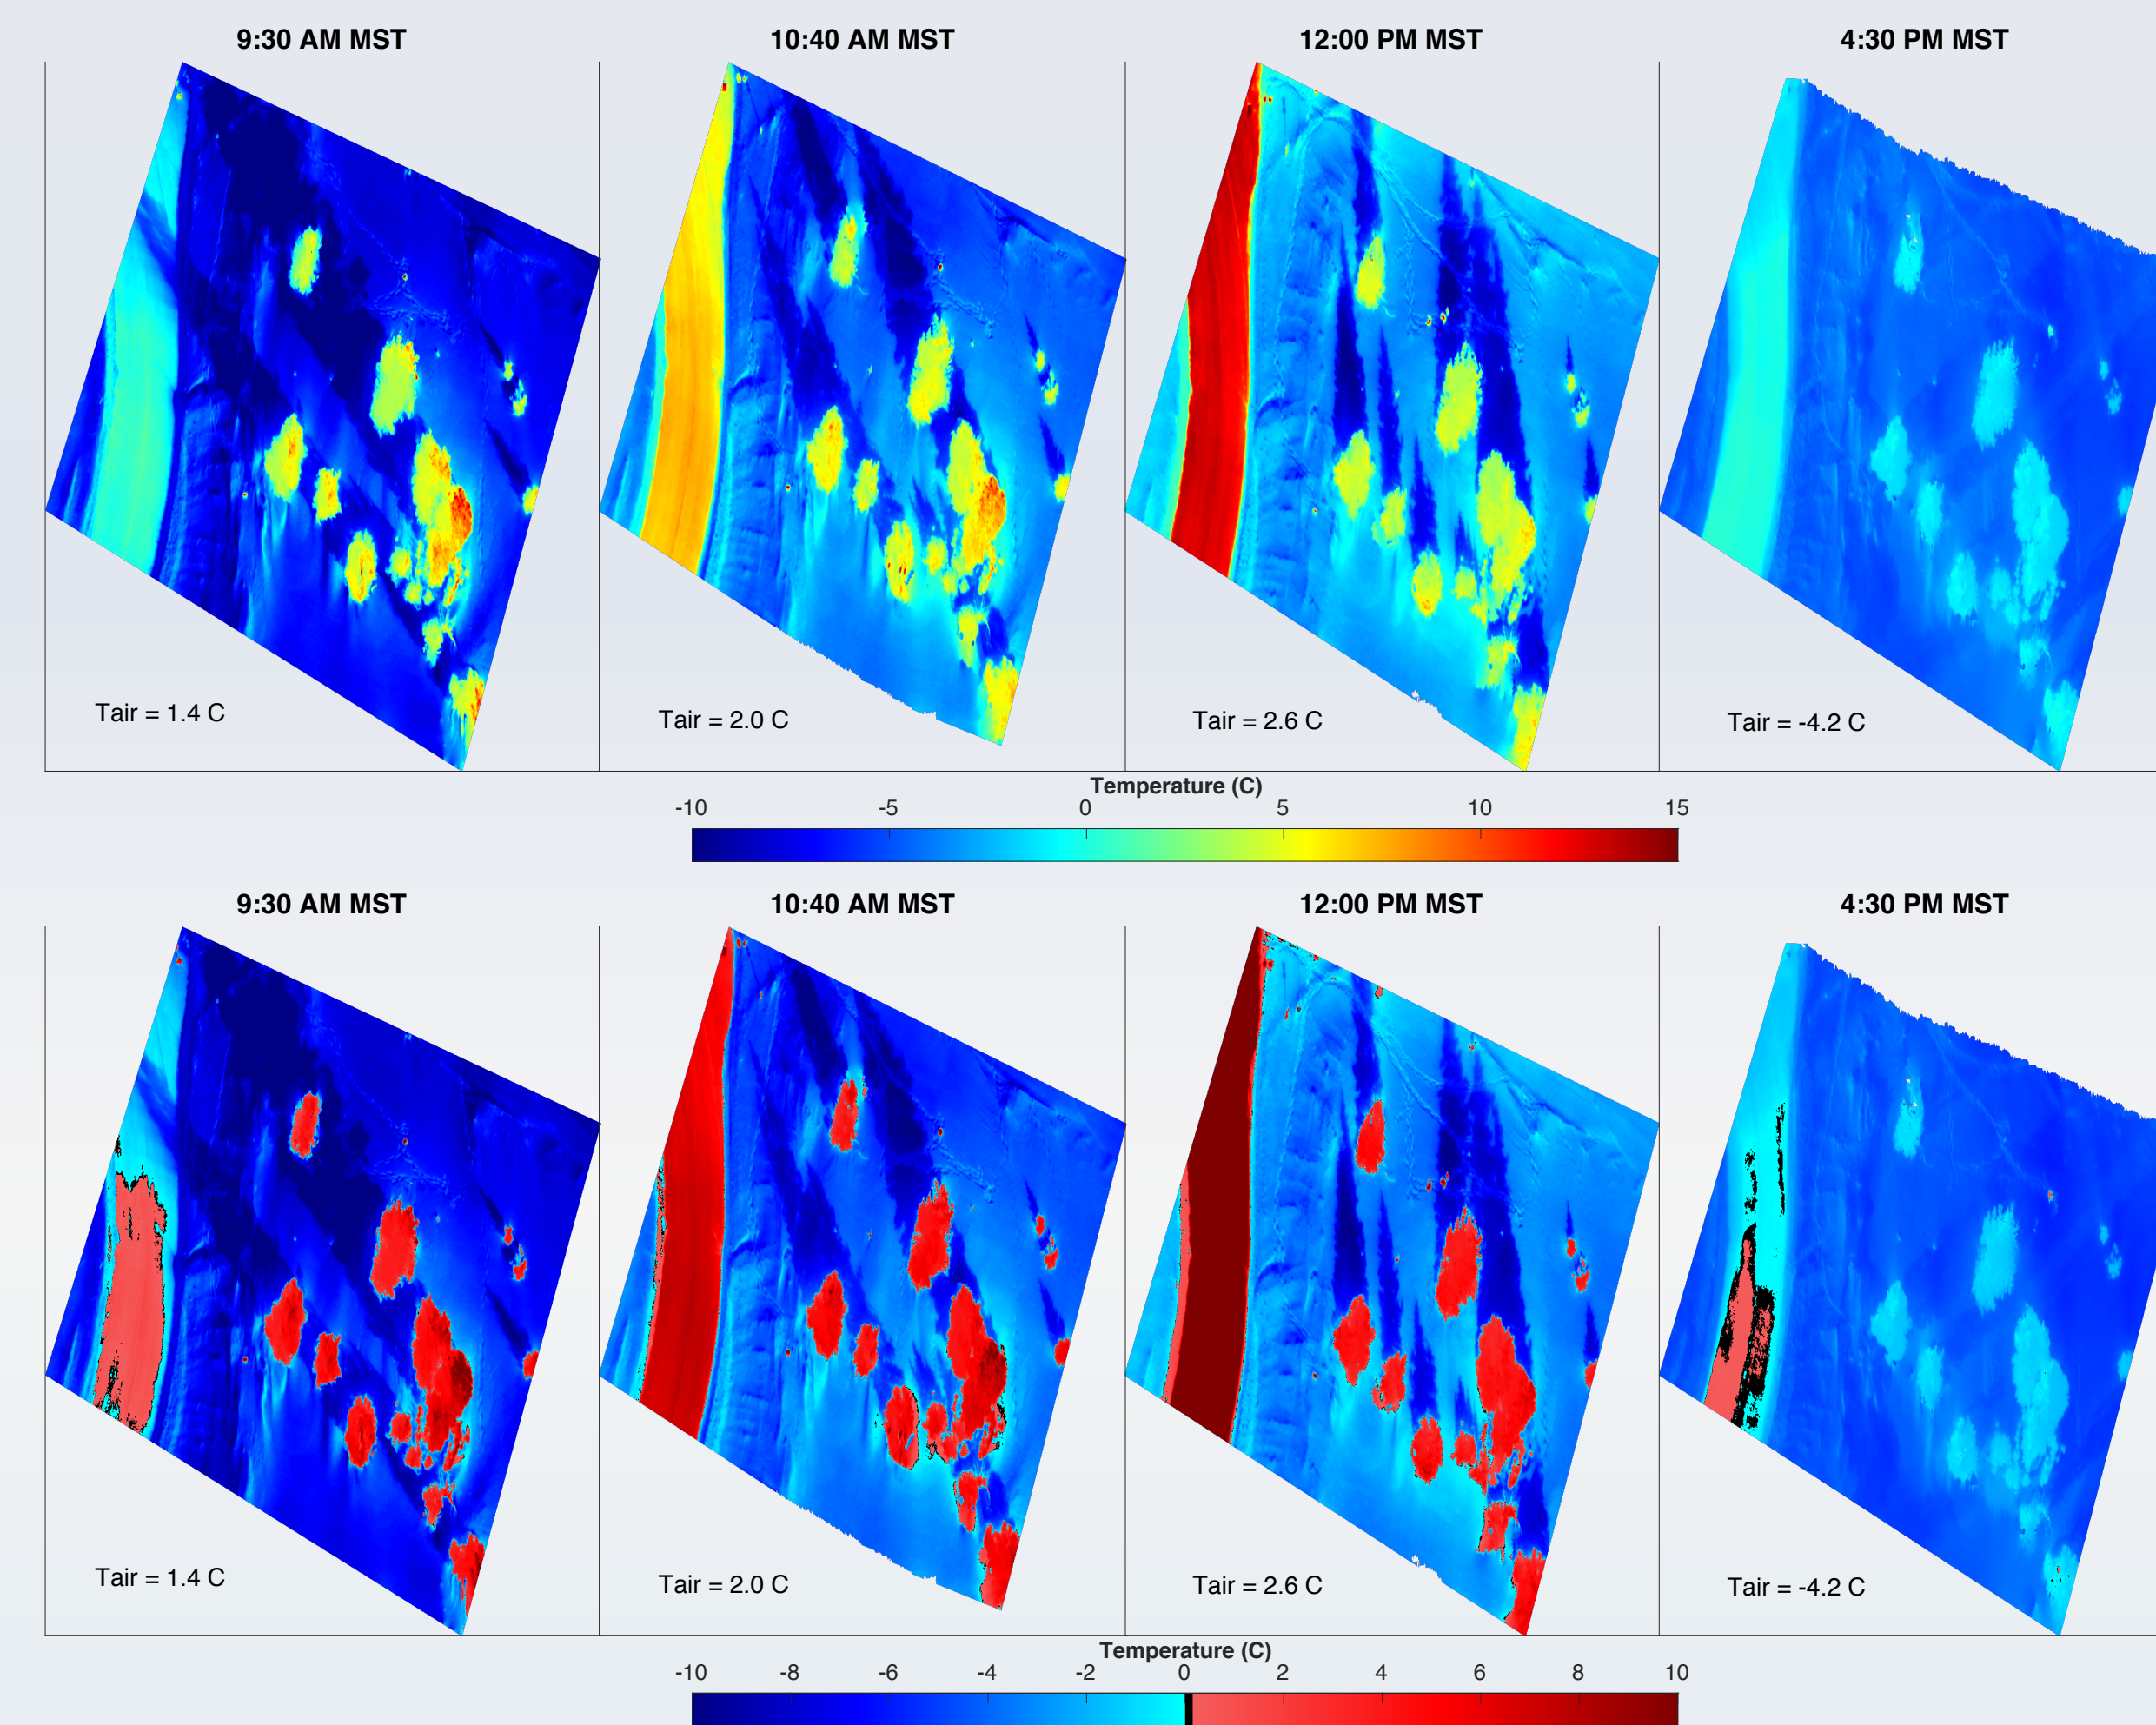 9:30 AM MST 10:40 AM MST 12:00 PM MST 4:30 PM MST
Tair = 1.4 C Tair = 2.0 C Tair = 2.6 C Tair = -4.2 C
Temperature (C)
-10 -5 0 5 10 15
9:30 AM MST 10:40 AM MST 12:00 PM MST 4:30 PM MST
Tair = 1.4 C Tair = 2.0 C Tair = 2.6 C Tair = -4.2 C
Temperature (C)
-10 -8 -6 -4 -2 0 2 4 6 8 10